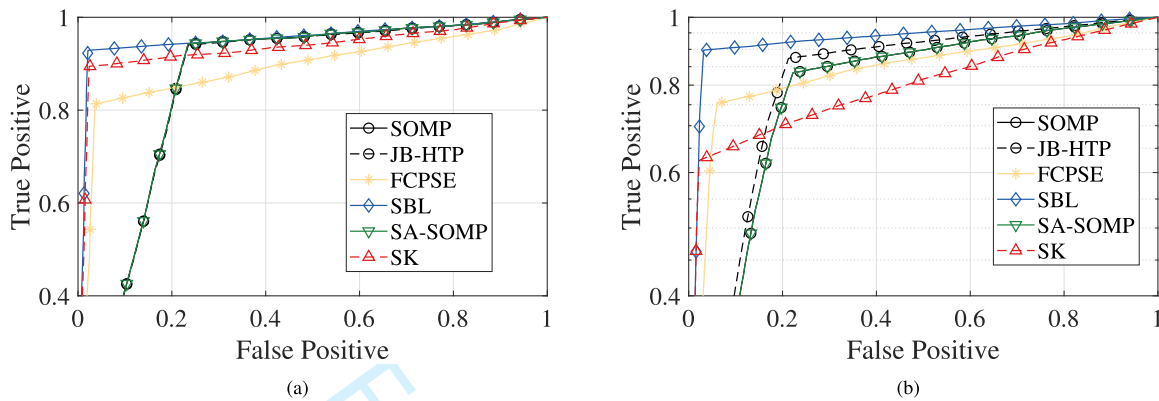 1
0.8
0.6
0.4
0 0.2 0.4 0.6 0.8 1
True Positive
False Positive
SOMP
JB-HTP
FCPSE
SBL
SA-SOMP
SK
(a)
1
0.8
0.6
0.4
0 0.2 0.4 0.6 0.8 1
True Positive
False Positive
SOMP
JB-HTP
FCPSE
SBL
SA-SOMP
SK
(b)